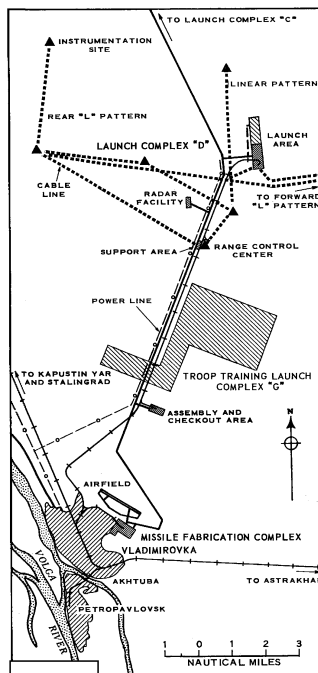 TO LAUNCH COMPLEX "C"
INSTRUMENTATION
SITE
LINEAR PATTERN
REAR "L" PATTERN
LAUNCH
AREA
LAUNCH COMPLEX "D"
CABLE
LINE
RADAR
FACILITY
TO FORWARD
"L" PATTERN
SUPPORT AREA
RANGE CONTROL
CENTER
POWER LINE
TO KAPUSTIN YAR
AND STALINGRAD
TROOP TRAINING LAUNCH
COMPLEX "G"
ASSEMBLY AND
CHECKOUT AREA
N
AIRFIELD
MISSILE FABRICATION COMPLEX
VLADIMIROVKA
VOLGA
RIVER
AKHTUBA
TO ASTRAKHA
PETROPAVLOVSK
1 0 1 2 3
NAUTICAL MILES